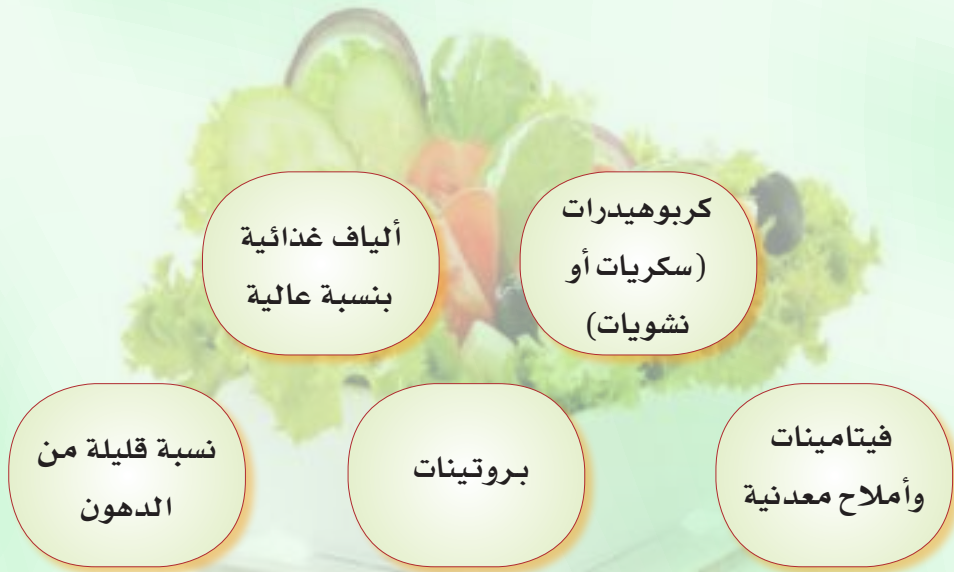 كربوهيدرات
(سكريات أو
نشويات)
ألياف غذائية
بنسبة عالية
فيتامينات
وأملاح معدنية
بروتينات
نسبة قليلة من
الدهون